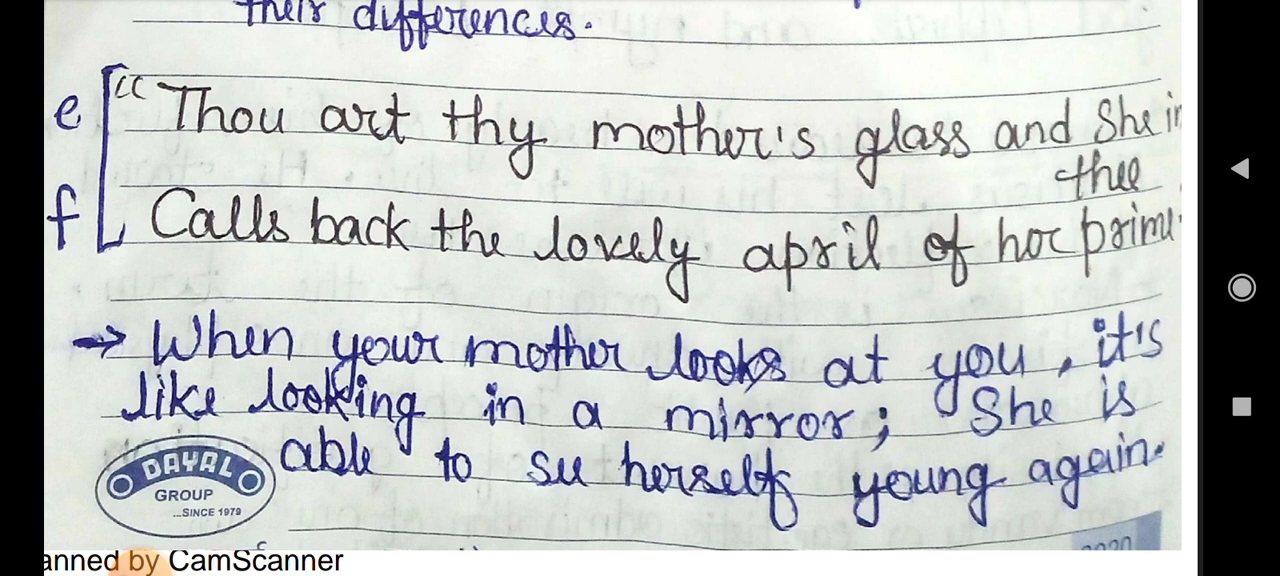 their differences.
e "Thou art thy mother's glass and She in
thee
f Calls back the lovely april of her prime
→ When your mother looks at you, it's
like looking in a mirror; She is
able to see herself young again.
DAYAL
GROUP
...SINCE 1979
anned by CamScanner